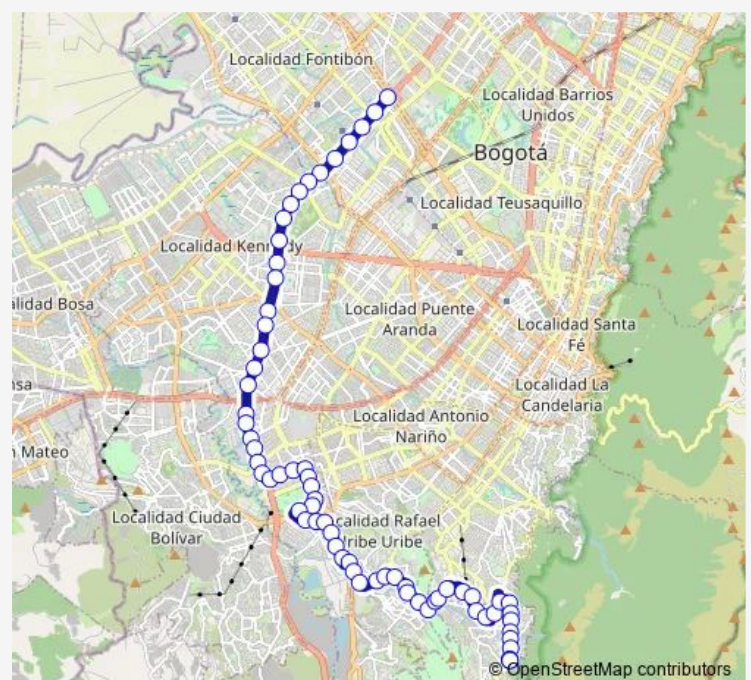 Localidad Fontibón
Localidad Barrios
Unidos
Bogotá
Localidad Teusaquillo
Localidad Kennedy
alidad Bosa
Localidad Puente
Aranda
Localidad Santa
Fé
nsa
Localidad La
Candelaria
Localidad Antonio
Nariño
n Mateo
Localidad Ciudad
Bolívar
calidad Rafael
Uribe Uribe
© OpenStreetMap contributors